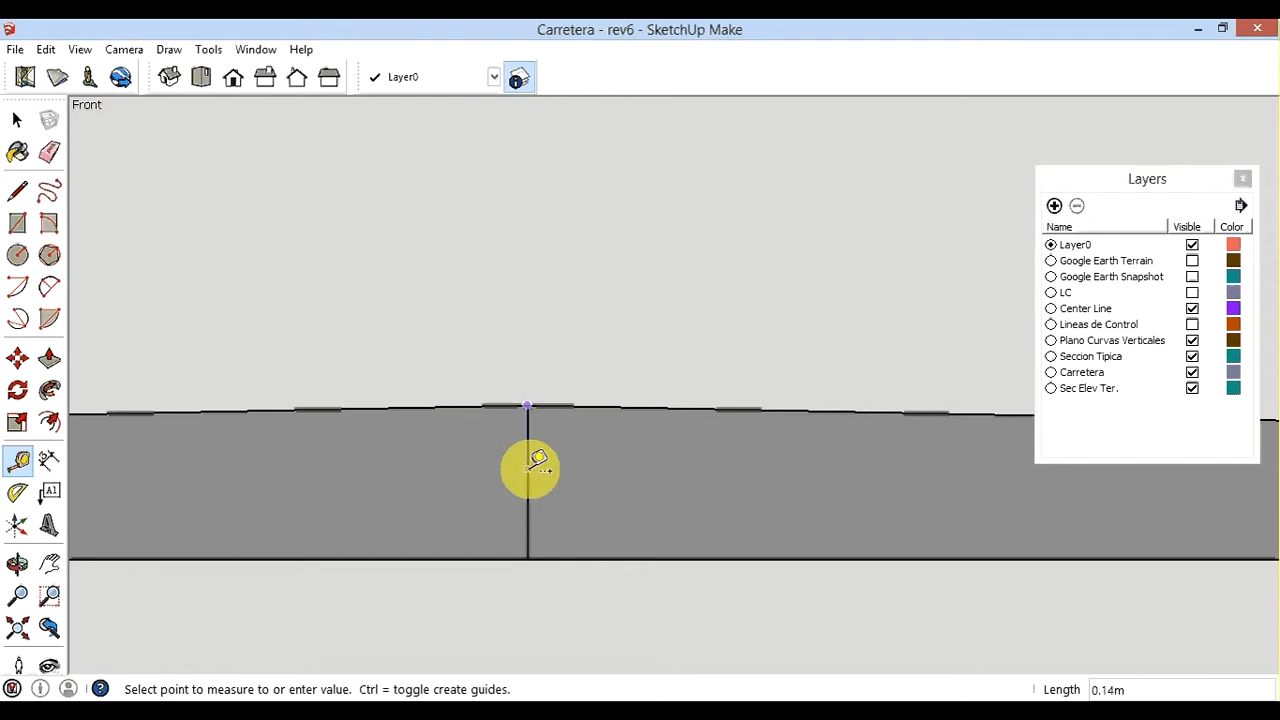 Carretera - rev6 - SketchUp Make
File Edit View Camera Draw Tools Window Help
Layer0
Front
Layers
Name Visible Color
Layer0
Google Earth Terrain
Google Earth Snapshot
LC
Center Line
Lineas de Control
Plano Curvas Verticales
Seccion Tipica
Carretera
Sec Elev Ter.
A1
Select point to measure to or enter value. Ctrl = toggle create guides.
Length 0.14m